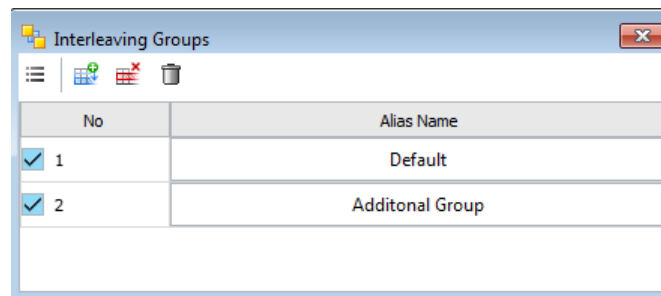 Interleaving Groups
No Alias Name
1 Default
2 Additonal Group